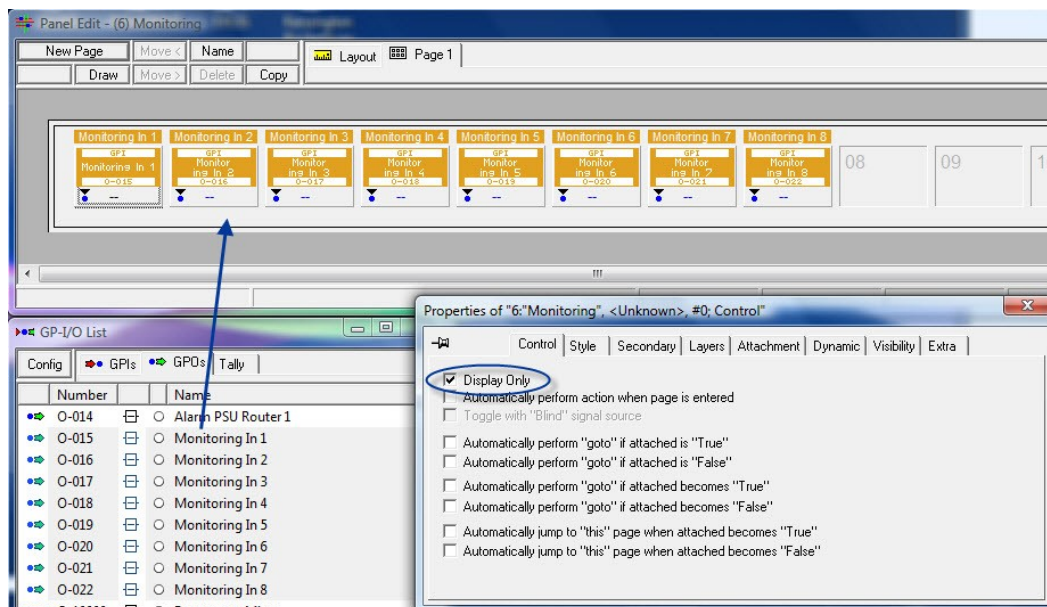 Panel Edit - (6) Monitoring
New Page Move < Name Layout Page 1
Draw Move > Delete Copy
Monitoring In 1 Monitoring In 2 Monitoring In 3 Monitoring In 4 Monitoring In 5 Monitoring In 6 Monitoring In 7 Monitoring In 8
GPI GPI GPI GPI GPI GPI GPI GPI
Monitoring In 1 Monitor Monitor Monitor Monitor Monitor Monitor Monitor 08 09 1
ing In 2 ing In 3 ing In 4 ing In 5 ing In 6 ing In 7 ing In 8
O-015 O-016 O-017 O-018 O-019 O-020 O-021 O-022
-- -- -- -- -- -- -- --
Properties of "6:"Monitoring", <Unknown>, #0; Control"
Control Style Secondary Layers Attachment Dynamic Visibility Extra
Display Only
Automatically perform action when page is entered
Toggle with "Blind" signal source
Automatically perform "goto" if attached is "True"
Automatically perform "goto" if attached is "False"
Automatically perform "goto" if attached becomes "True"
Automatically perform "goto" if attached becomes "False"
Automatically jump to "this" page when attached becomes "True"
Automatically jump to "this" page when attached becomes "False"
GP-I/O List
Config GPIs GPOs Tally
Number Name
O-014 Alarm PSU Router 1
O-015 Monitoring In 1
O-016 Monitoring In 2
O-017 Monitoring In 3
O-018 Monitoring In 4
O-019 Monitoring In 5
O-020 Monitoring In 6
O-021 Monitoring In 7
O-022 Monitoring In 8